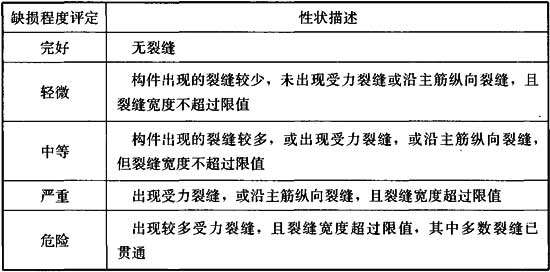 缺损程度评定 性状描述
完好 无裂缝
轻微 构件出现的裂缝较少，未出现受力裂缝或沿主筋纵向裂缝，且
裂缝宽度不超过限值
中等 构件出现的裂缝较多，或出现受力裂缝，或沿主筋纵向裂缝，
但裂缝宽度不超过限值
严重 出现受力裂缝，或沿主筋纵向裂缝，且裂缝宽度超过限值
危险 出现较多受力裂缝，且裂缝宽度超过限值，其中多数裂缝已
贯通